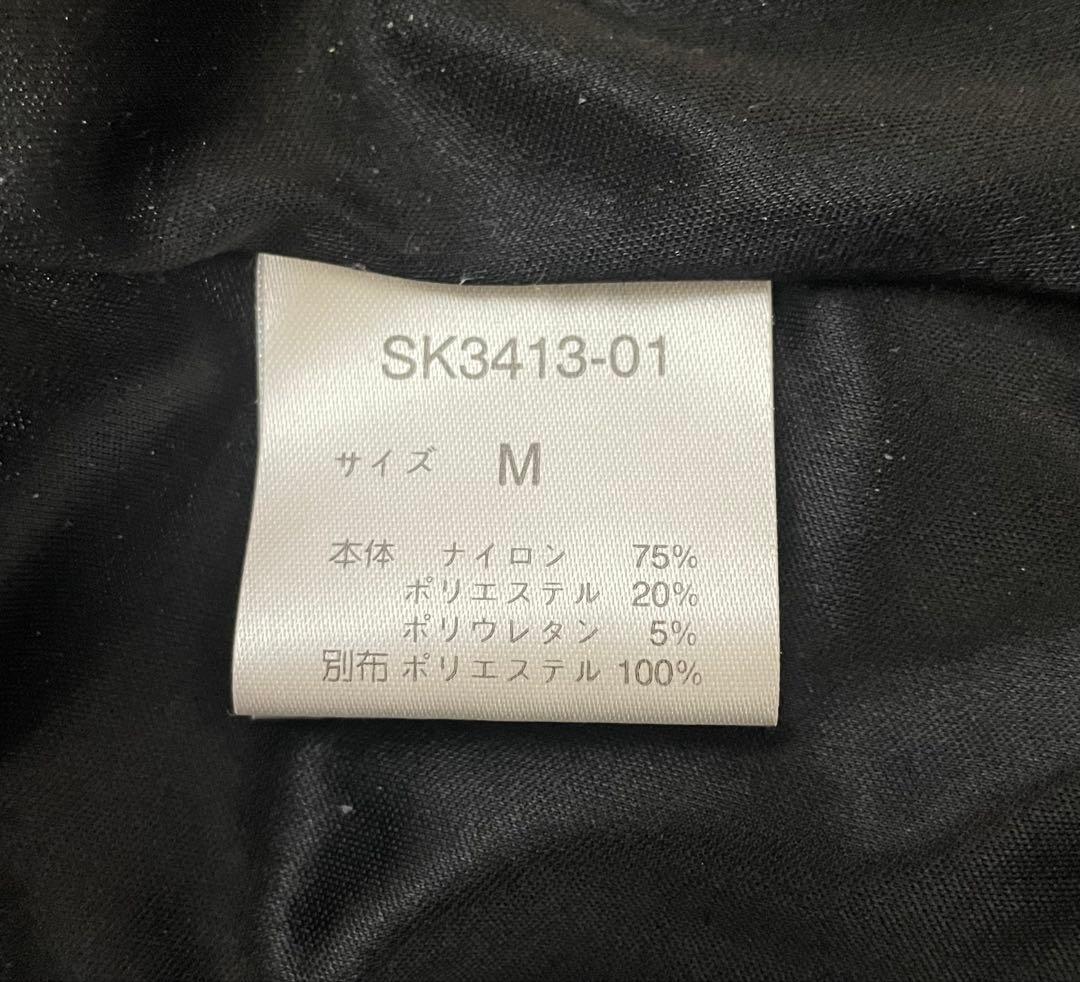 SK3413-01
サイズ M
本体 ナイロン 75%
ポリエステル 20%
ポリウレタン 5%
別布 ポリエステル 100%